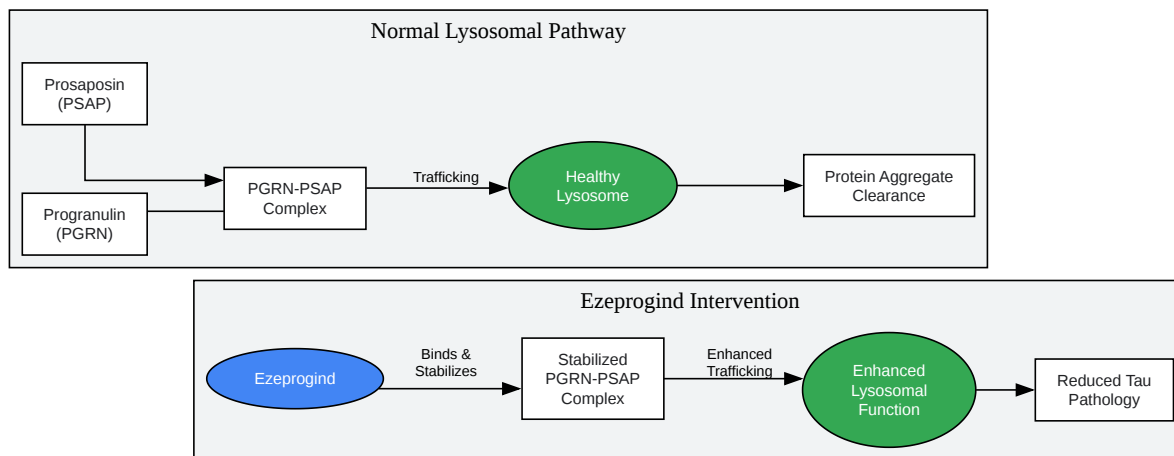 Normal Lysosomal Pathway
Prosaposin
(PSAP)
Progranulin
(PGRN)
PGRN-PSAP
Complex
Trafficking
Healthy
Lysosome
Protein Aggregate
Clearance
Ezeprogind Intervention
Ezeprogind
Binds &
Stabilizes
Stabilized
PGRN-PSAP
Complex
Enhanced
Trafficking
Enhanced
Lysosomal
Function
Reduced Tau
Pathology